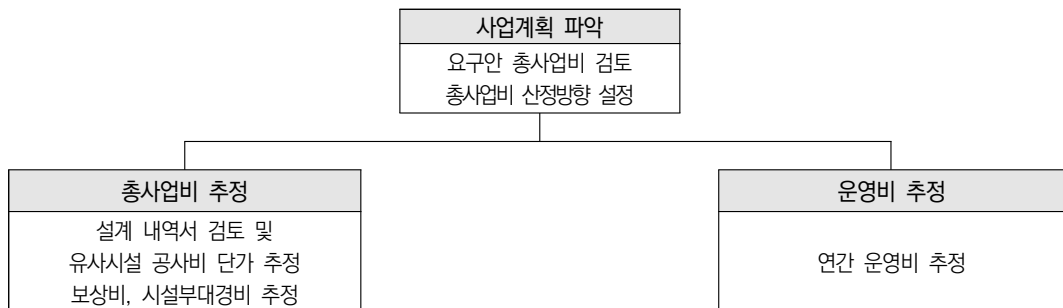 사업계획 파악
요구안 총사업비 검토
총사업비 산정방향 설정
총사업비 추정
설계 내역서 검토 및
유사시설 공사비 단가 추정
보상비, 시설부대경비 추정
운영비 추정
연간 운영비 추정